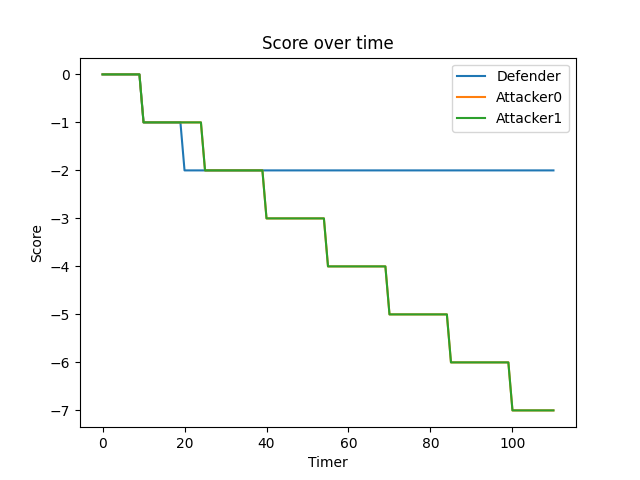 Score over time
Defender
Attacker0
Attacker1
0
−1
−2
−3
−4
−5
−6
−7
Score
0 20 40 60 80 100
Timer